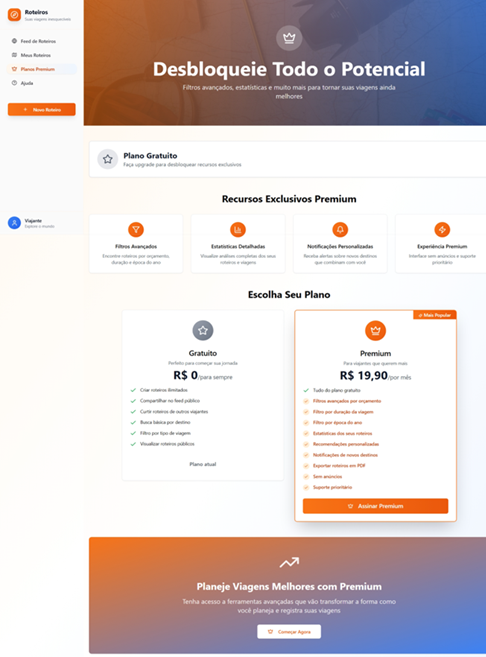 Roteiros
Suas viagens inesquecíveis
Feed de Roteiros
Meus Roteiros
Planos Premium
Ajuda
+ Novo Roteiro
Viajante
Explore o mundo
Desbloqueie Todo o Potencial
Filtros avançados, estatísticas e muito mais para tornar suas viagens ainda
melhores
Plano Gratuito
Faça upgrade para desbloquear recursos exclusivos
Recursos Exclusivos Premium
Filtros Avançados
Encontre roteiros por orçamento,
duração e época do ano
Estatísticas Detalhadas
Visualize análises completas dos seus
roteiros e viagens
Notificações Personalizadas
Receba alertas sobre novos destinos
que combinam com você
Experiência Premium
Interface sem anúncios e suporte
prioritário
Escolha Seu Plano
Gratuito
Perfeito para começar sua jornada
R$ 0/para sempre
Criar roteiros ilimitados
Compartilhar no feed público
Curtir roteiros de outros viajantes
Busca básica por destino
Filtro por tipo de viagem
Visualizar roteiros públicos
Plano atual
Mais Popular
Premium
Para viajantes que querem mais
R$ 19,90/por mês
Tudo do plano gratuito
Filtros avançados por orçamento
Filtro por duração da viagem
Filtro por época do ano
Estatísticas dos seus roteiros
Recomendações personalizadas
Notificações de novos destinos
Exportar roteiros em PDF
Sem anúncios
Suporte prioritário
Assinar Premium
Planeje Viagens Melhores com Premium
Tenha acesso a ferramentas avançadas que vão transformar a forma como
você planeja e registra suas viagens
Começar Agora